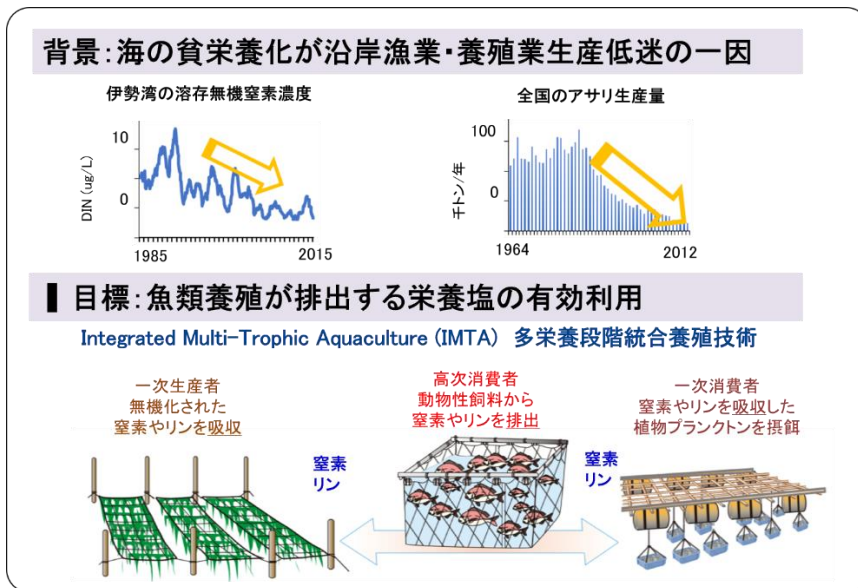 背景:海の貧栄養化が沿岸漁業・養殖業生産低迷の一因
伊勢湾の溶存無機窒素濃度
DIN (ug/L)
10
0
1985
2015
全国のアサリ生産量
千トン/年
100
0
1964
2012
目標:魚類養殖が排出する栄養塩の有効利用
Integrated Multi-Trophic Aquaculture (IMTA) 多栄養段階統合養殖技術
一次生産者
無機化された
窒素やリンを吸収
窒素
リン
高次消費者
動物性飼料から
窒素やリンを排出
窒素
リン
一次消費者
窒素やリンを吸収した
植物プランクトンを摂餌